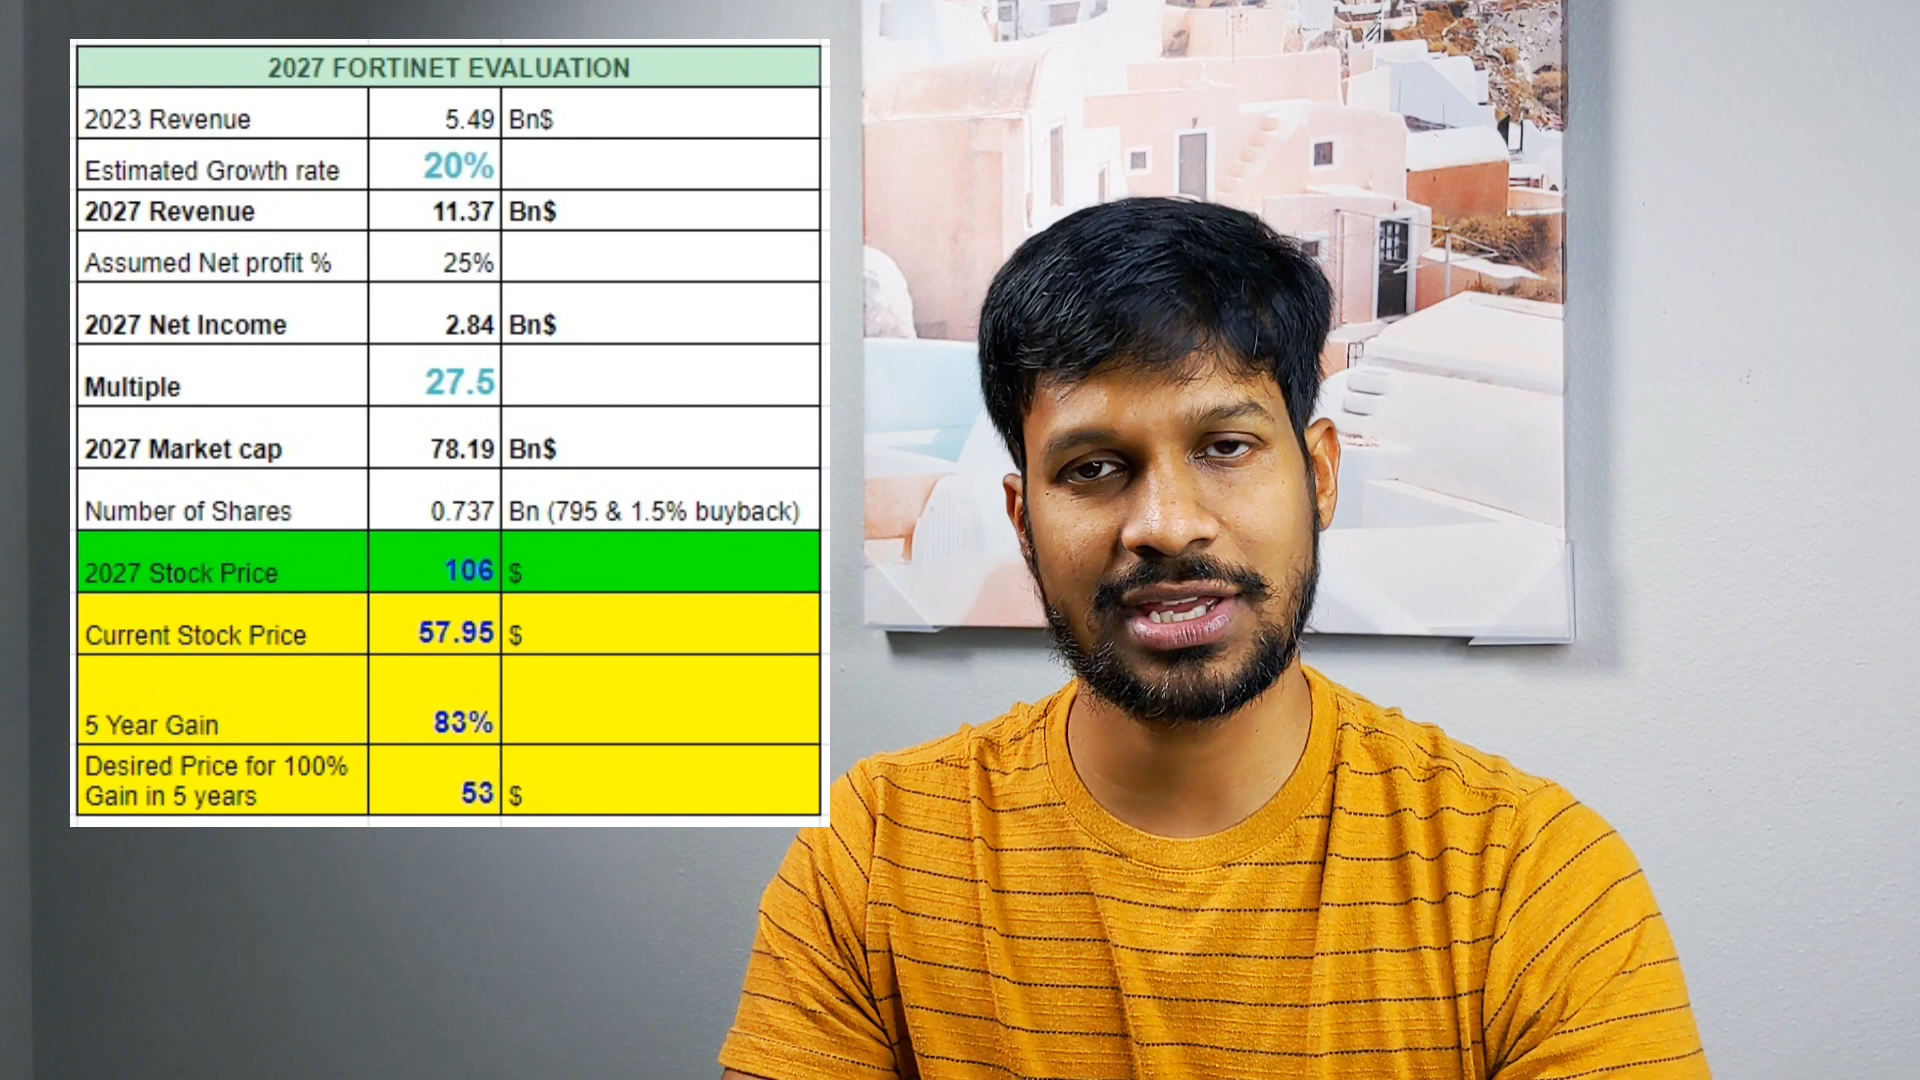 2027 FORTINET EVALUATION
2023 Revenue 5.49 Bn$
Estimated Growth rate 20%
2027 Revenue 11.37 Bn$
Assumed Net profit % 25%
2027 Net Income 2.84 Bn$
Multiple 27.5
2027 Market cap 78.19 Bn$
Number of Shares 0.737 Bn (795 & 1.5% buyback)
2027 Stock Price 106 $
Current Stock Price 57.95 $
5 Year Gain 83%
Desired Price for 100%
Gain in 5 years 53 $